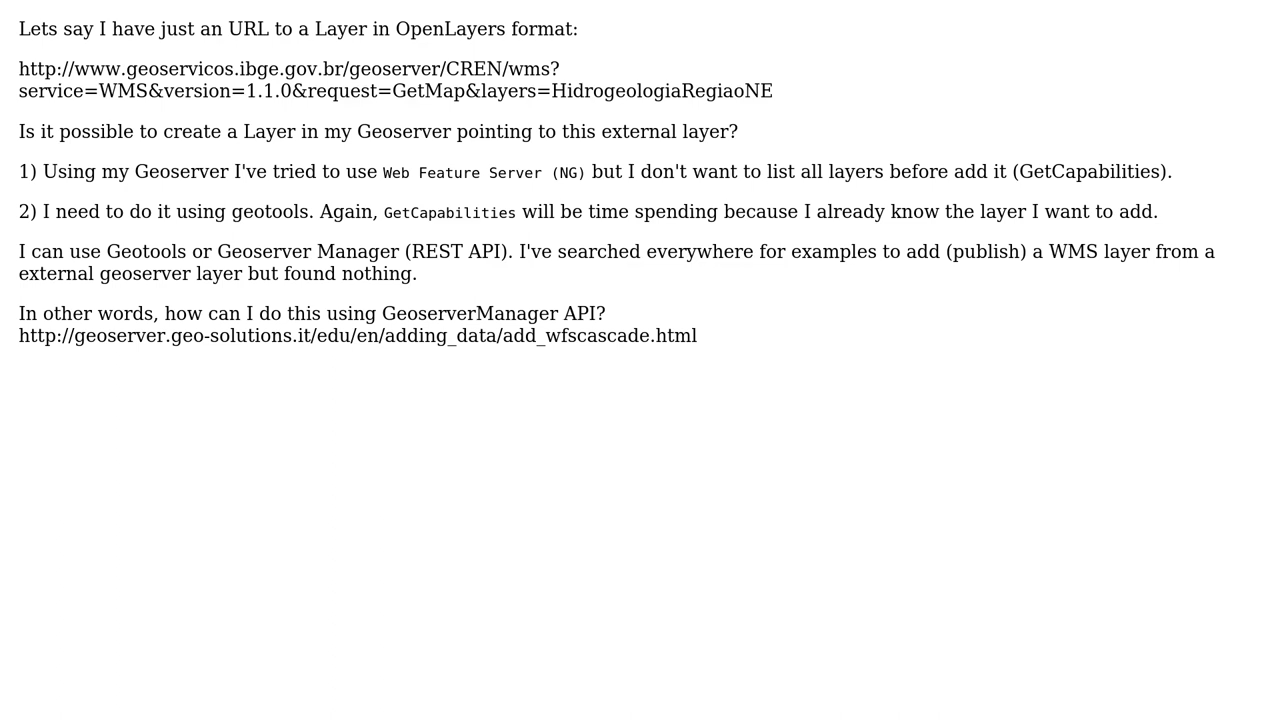 Lets say I have just an URL to a Layer in OpenLayers format:
http://www.geoservicos.ibge.gov.br/geoserver/CREN/wms?
service=WMS&version=1.1.0&request=GetMap&layers=HidrogeologiaRegiaoNE
Is it possible to create a Layer in my Geoserver pointing to this external layer?
1) Using my Geoserver I've tried to use Web Feature Server (NG) but I don't want to list all layers before add it (GetCapabilities).
2) I need to do it using geotools. Again, GetCapabilities will be time spending because I already know the layer I want to add.
I can use Geotools or Geoserver Manager (REST API). I've searched everywhere for examples to add (publish) a WMS layer from a
external geoserver layer but found nothing.
In other words, how can I do this using GeoserverManager API?
http://geoserver.geo-solutions.it/edu/en/adding_data/add_wfscascade.html